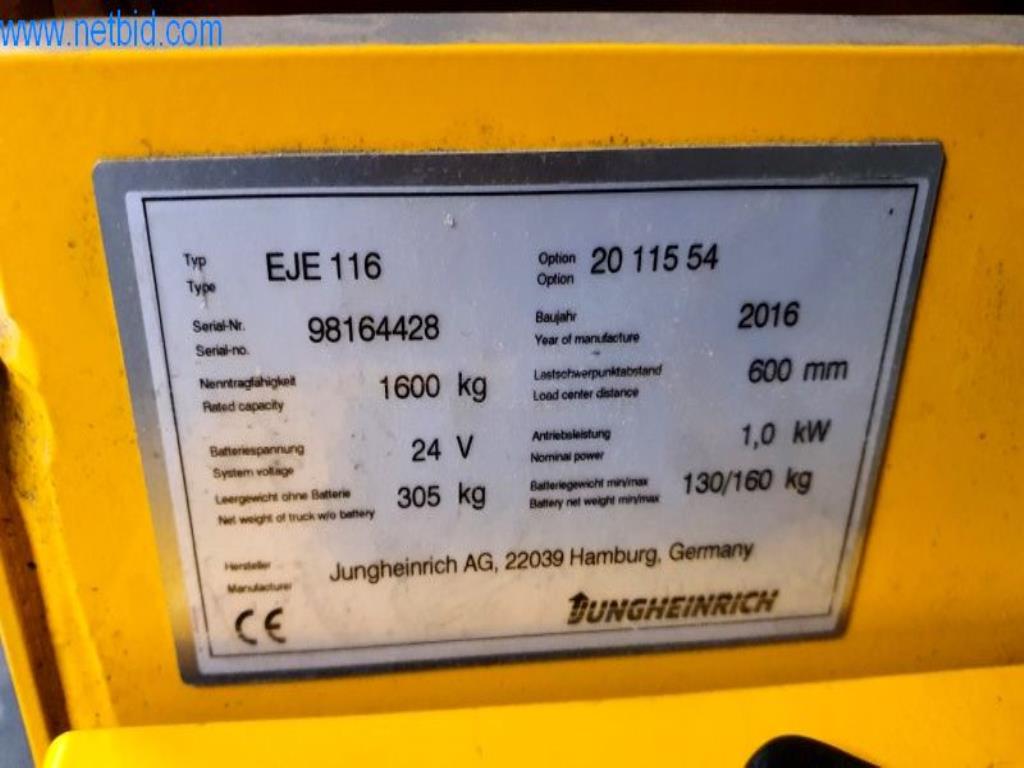 www.netbid.com
Typ EJE 116 Option 20 115 54
Type Option
Serial-Nr. 98164428 Baujahr 2016
Serial-no. Year of manufacture
Nenntragfähigkeit 1600 kg Lastschwerpunktabstand 600 mm
Rated capacity Load center distance
Batteriespannung 24 V Antriebsleistung 1,0 kW
System voltage Nominal power
Leergewicht ohne Batterie 305 kg Batteriegewicht min/max 130/160 kg
Net weight of truck w/o battery Battery net weight min/max
Hersteller Jungheinrich AG, 22039 Hamburg, Germany
Manufacturer
CE JUNGHEINRICH